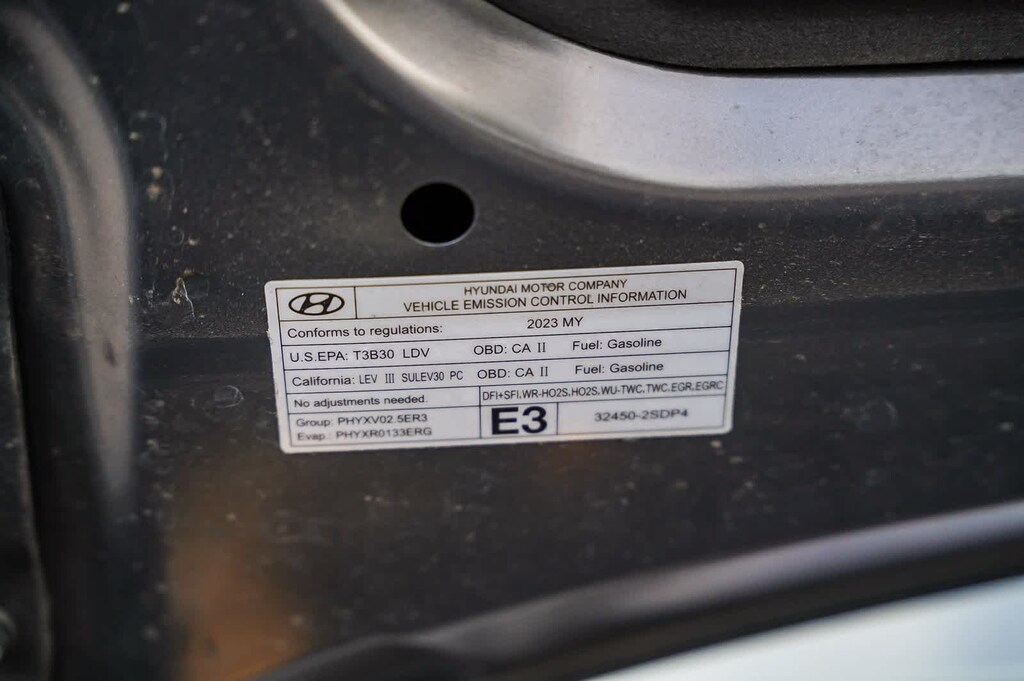 HYUNDAI MOTOR COMPANY
VEHICLE EMISSION CONTROL INFORMATION
Conforms to regulations: 2023 MY
U.S.EPA: T3B30 LDV OBD: CA II Fuel: Gasoline
California: LEV III SULEV30 PC OBD: CA II Fuel: Gasoline
No adjustments needed. DFI+SFI,WR-HO2S,HO2S,WU-TWC,TWC,EGR,EGRC
Group: PHYXV02.5ER3
Evap.: PHYXR0133ERG
E3
32450-2SDP4